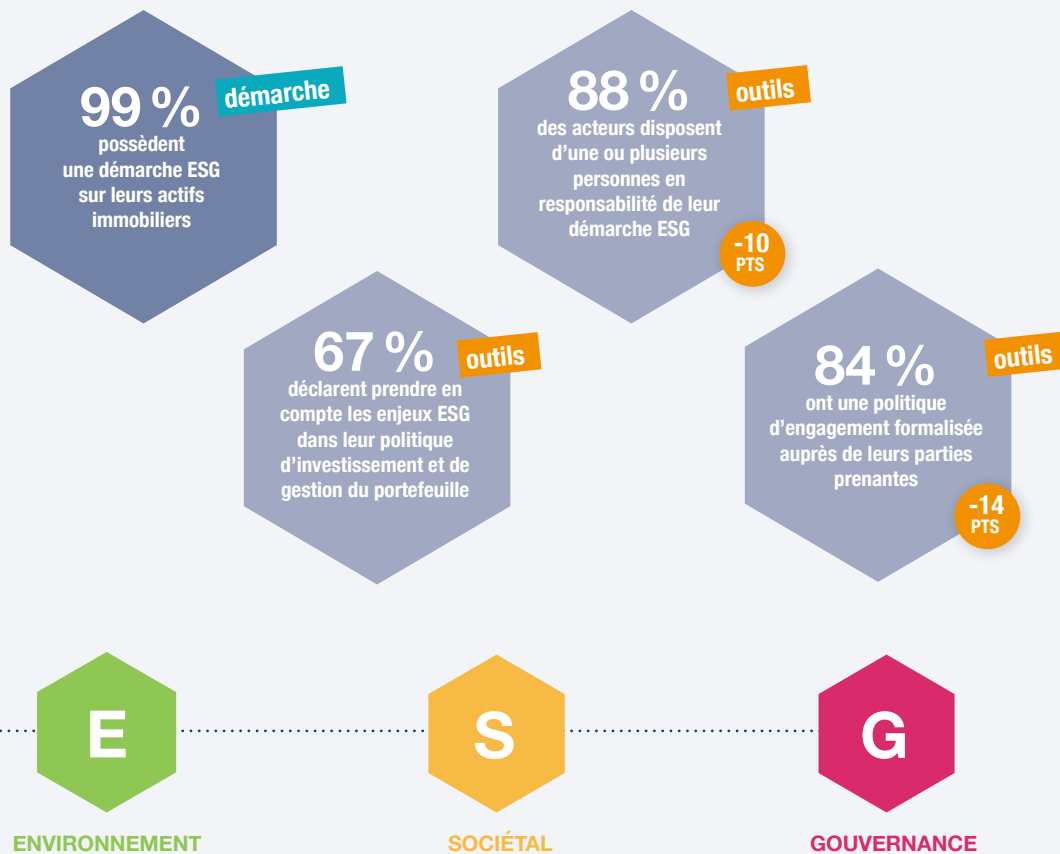 99 %
démarche
possèdent
une démarche ESG
sur leurs actifs
immobiliers
88 %
outils
des acteurs disposent
d’une ou plusieurs
personnes en
responsabilité de leur
démarche ESG
-10
PTS
67 %
outils
déclarent prendre en
compte les enjeux ESG
dans leur politique
d’investissement et de
gestion du portefeuille
84 %
outils
ont une politique
d’engagement formalisée
auprès de leurs parties
prenantes
-14
PTS
E
S
G
ENVIRONNEMENT
SOCIÉTAL
GOUVERNANCE